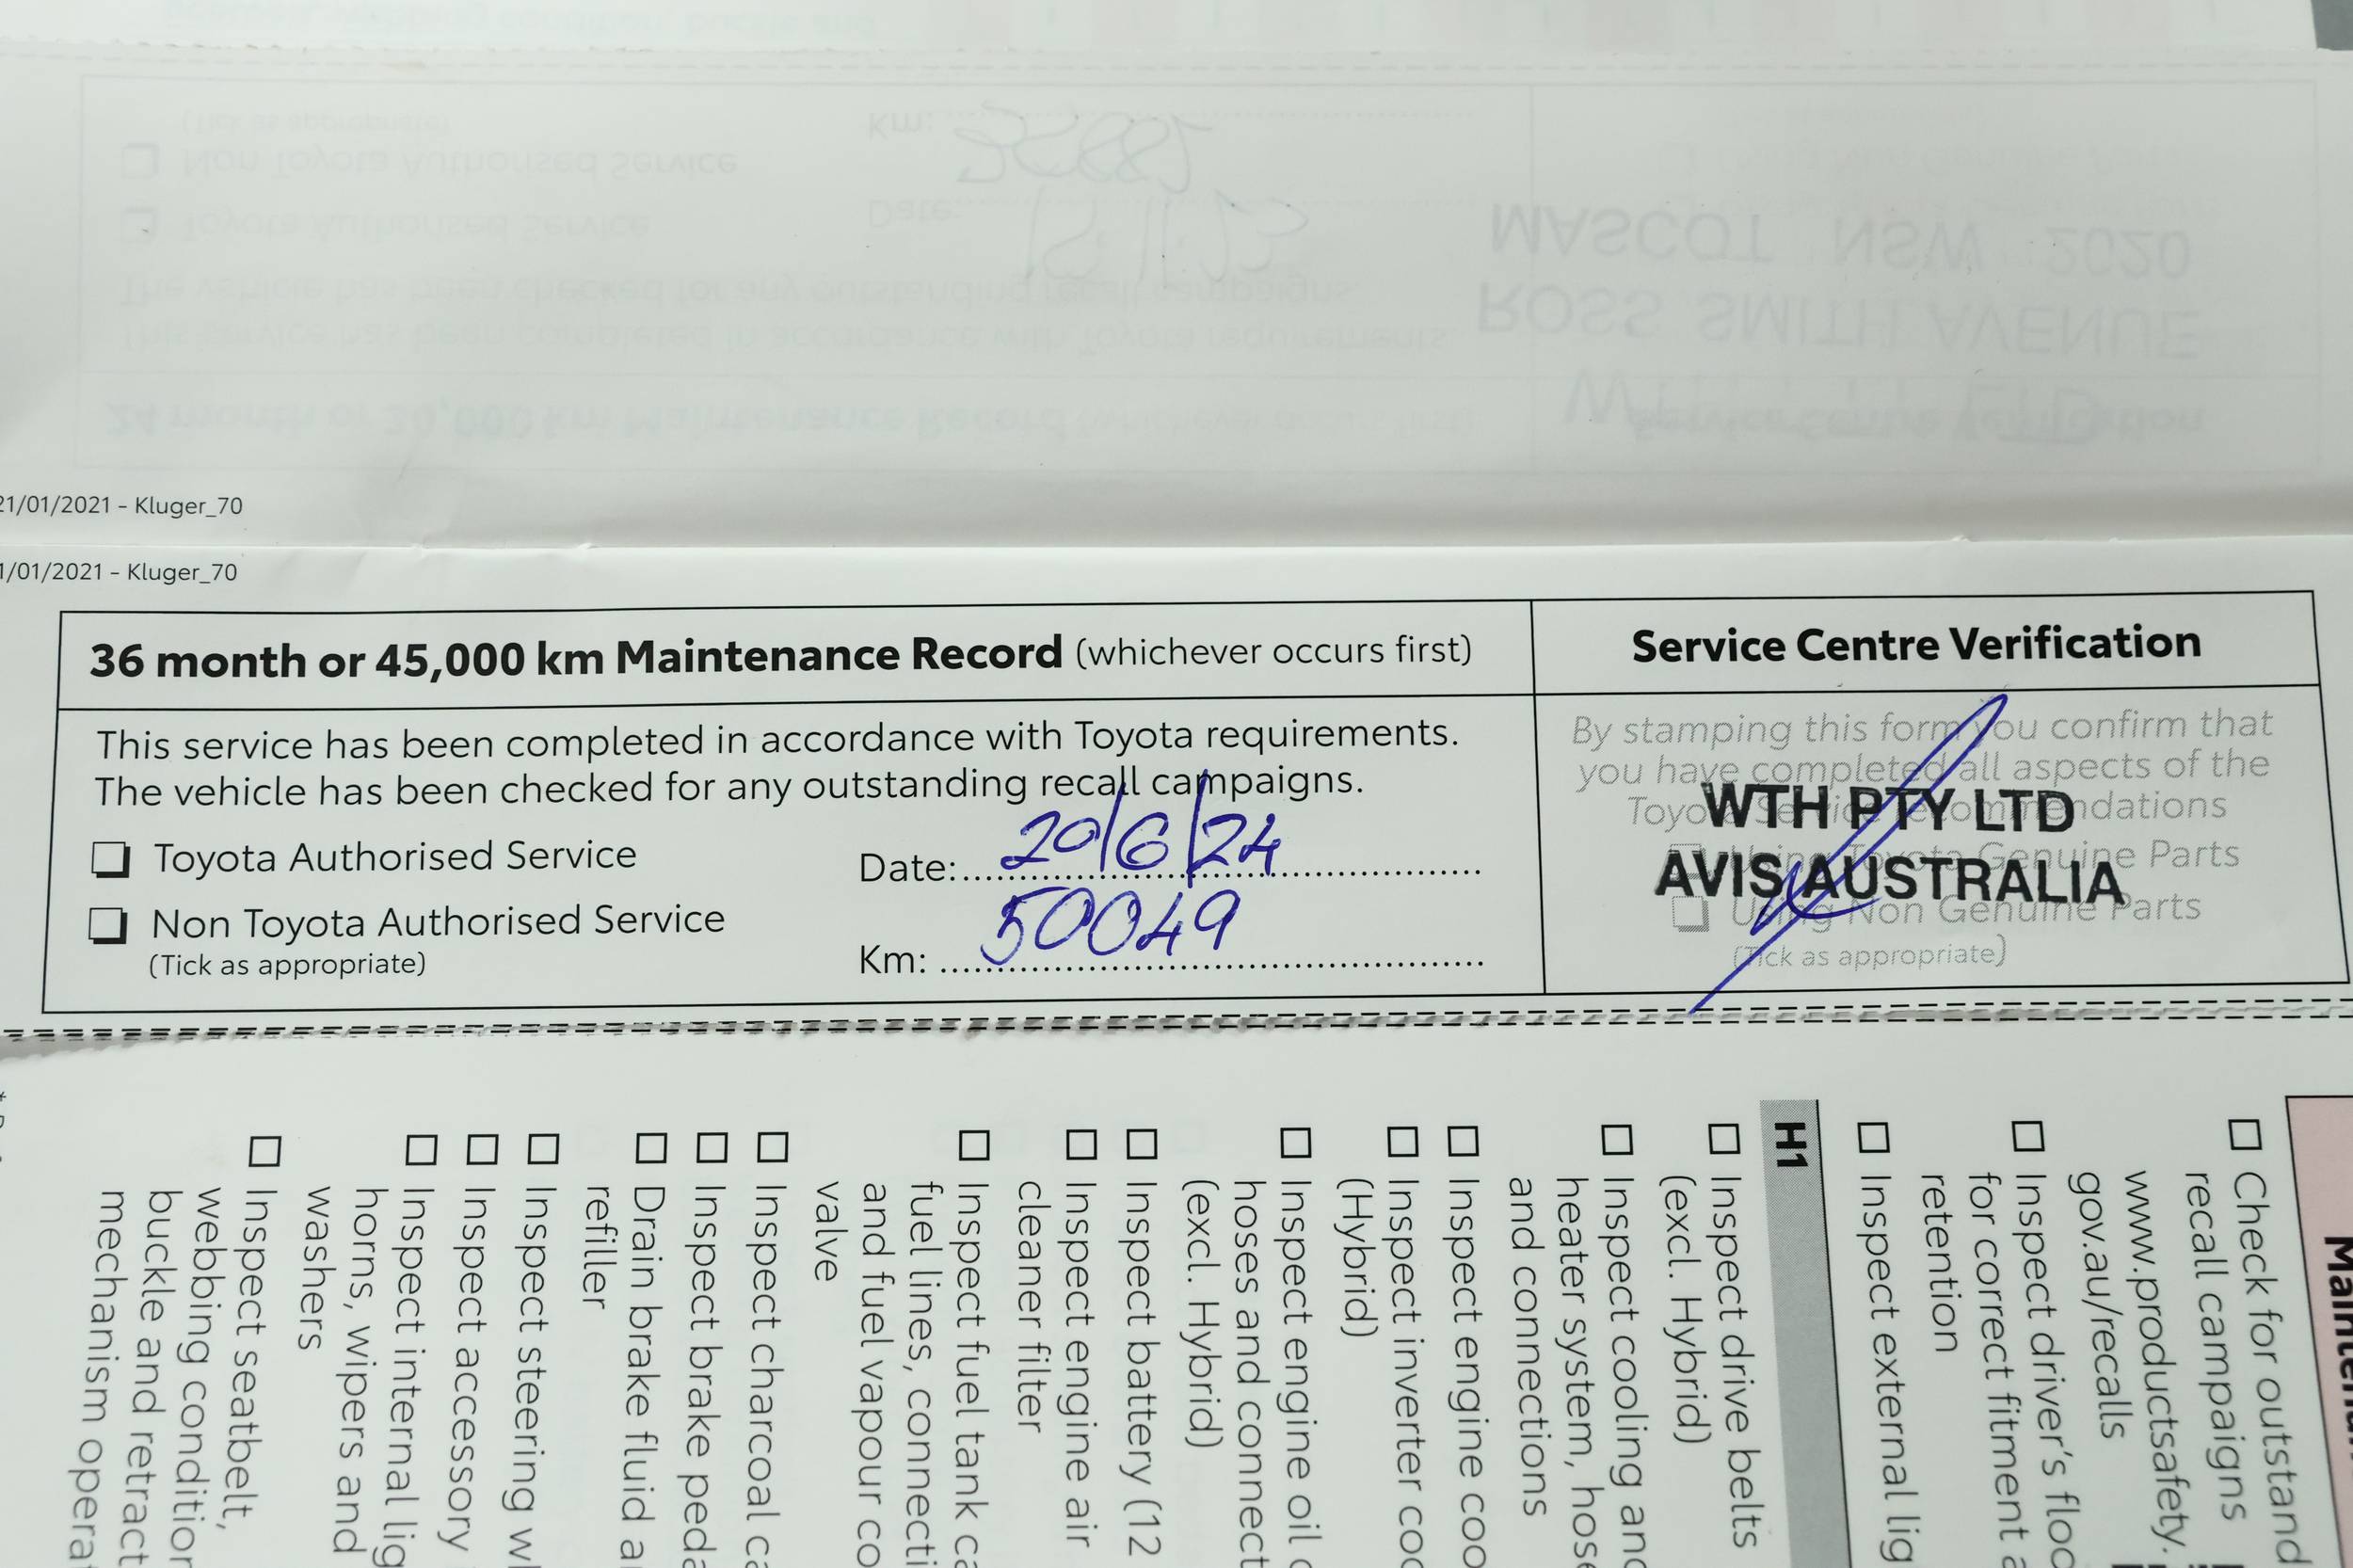 21/01/2021 - Kluger_70
1/01/2021 - Kluger_70
36 month or 45,000 km Maintenance Record (whichever occurs first)
Service Centre Verification
This service has been completed in accordance with Toyota requirements.
The vehicle has been checked for any outstanding recall campaigns.
Toyota Authorised Service
Non Toyota Authorised Service
(Tick as appropriate)
Date: 20/6/24
Km: 50049
By stamping this form you confirm that
you have completed all aspects of the
Toyota Service recommendations
Using Toyota Genuine Parts
Using Non Genuine Parts
(Tick as appropriate)
WTH PTY LTD
AVIS AUSTRALIA
Check for outstand
recall campaigns
www.productsafety.
gov.au/recalls
Inspect driver's floo
for correct fitment a
retention
Inspect external lig
H1
Inspect drive belts
(excl. Hybrid)
Inspect cooling and
heater system, hose
and connections
Inspect engine coo
Inspect inverter coo
(Hybrid)
Inspect engine oil c
hoses and connect
(excl. Hybrid)
Inspect battery (12
Inspect engine air
cleaner filter
Inspect fuel tank ca
fuel lines, connecti
and fuel vapour co
valve
Inspect charcoal ca
Inspect brake peda
Drain brake fluid a
refiller
Inspect steering wh
Inspect accessory
Inspect internal lig
horns, wipers and
washers
Inspect seatbelt,
webbing condition
buckle and retract
mechanism operat